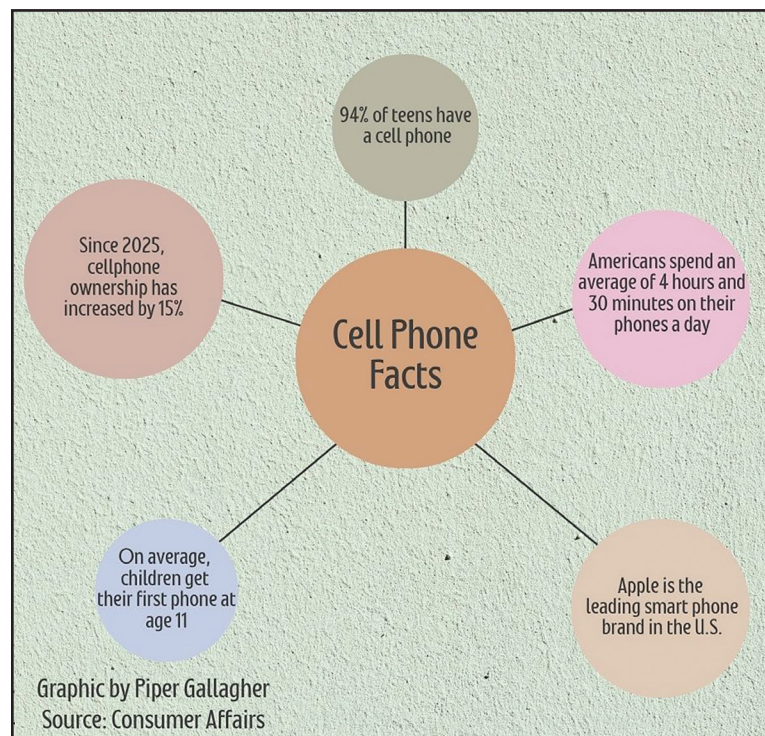 94% of teens have
a cell phone
Since 2025,
cellphone
ownership has
increased by 15%
Americans spend an
average of 4 hours and
30 minutes on their
phones a day
Cell Phone
Facts
On average,
children get
their first phone at
age 11
Apple is the
leading smart phone
brand in the U.S.
Graphic by Piper Gallagher
Source: Consumer Affairs